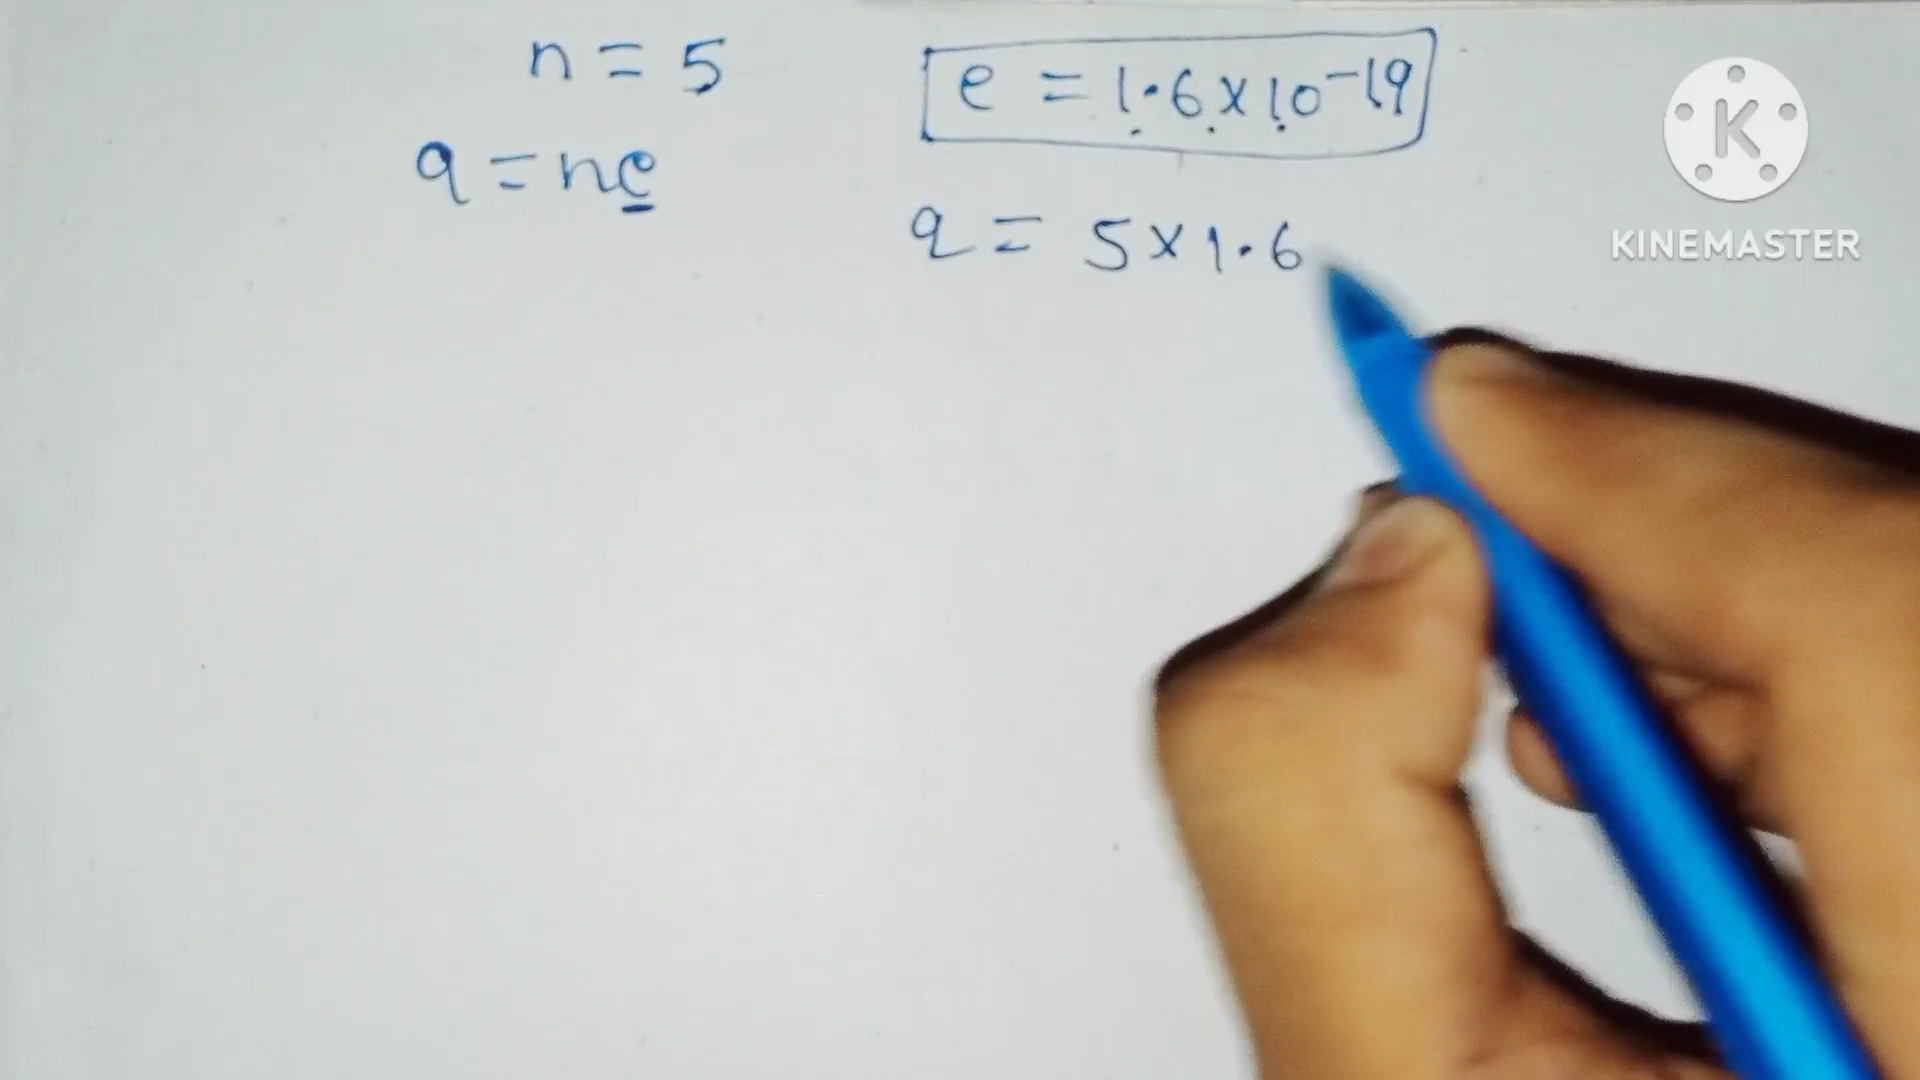 n = 5
e = 1.6 x 10⁻¹⁹
q = ne
q = 5 x 1.6
K
KINEMASTER